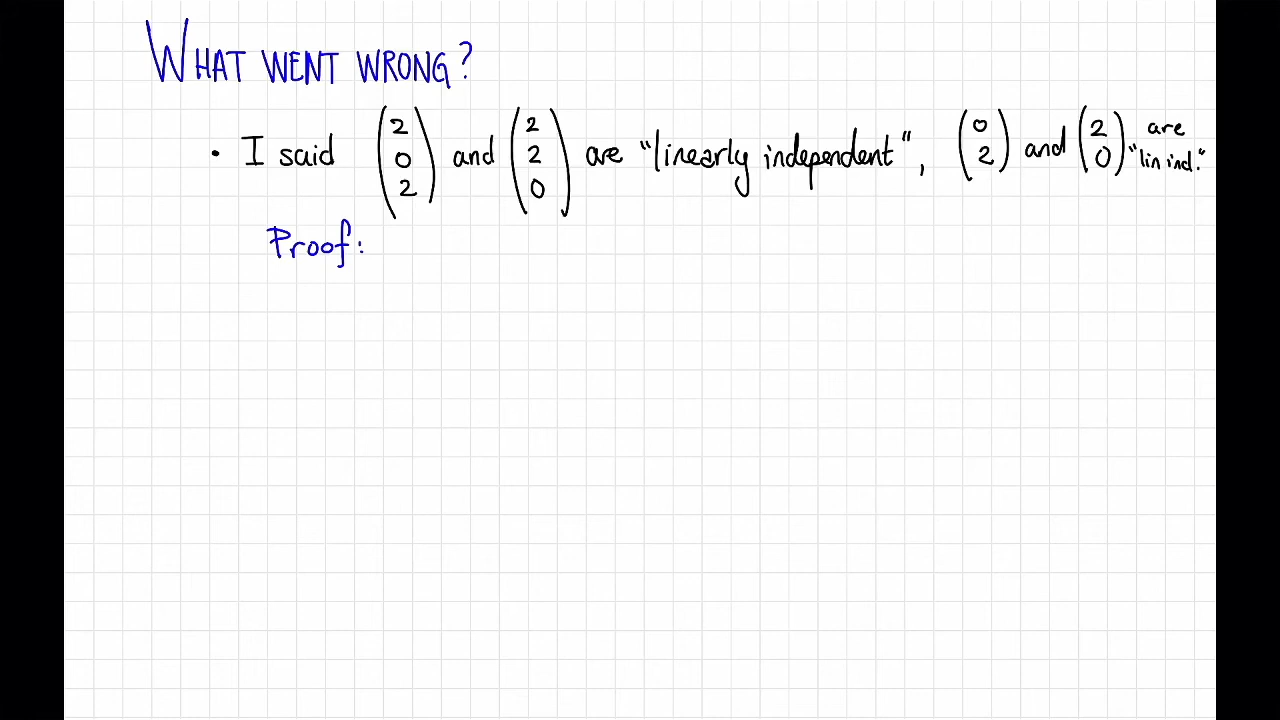 WHAT WENT WRONG?
• I said (2 0 2) and (2 2 0) are "linearly independent", (0 2) and (2 0) are "lin ind."
Proof: